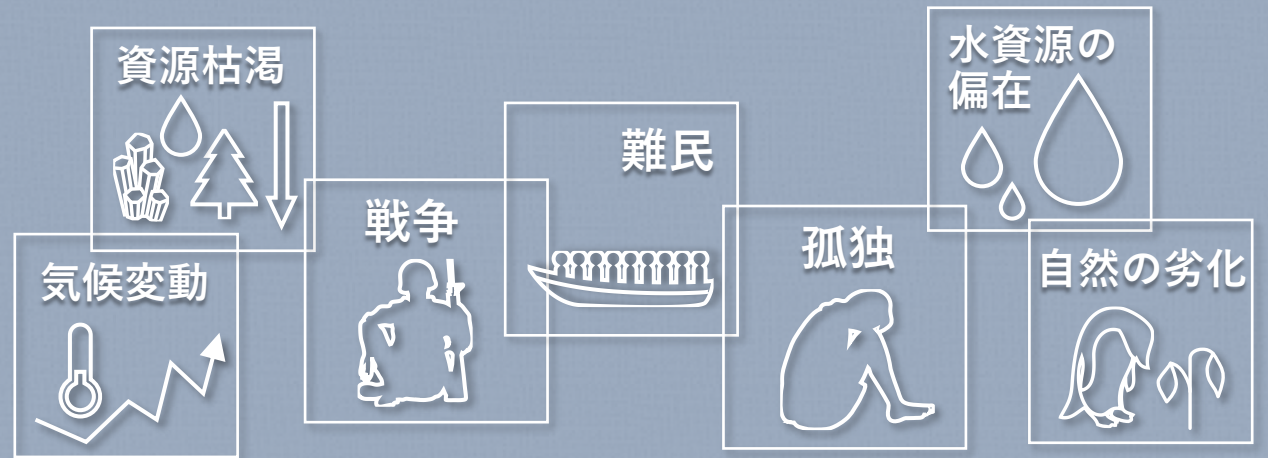 資源枯渇
気候変動
戦争
難民
孤独
水資源の
偏在
自然の劣化